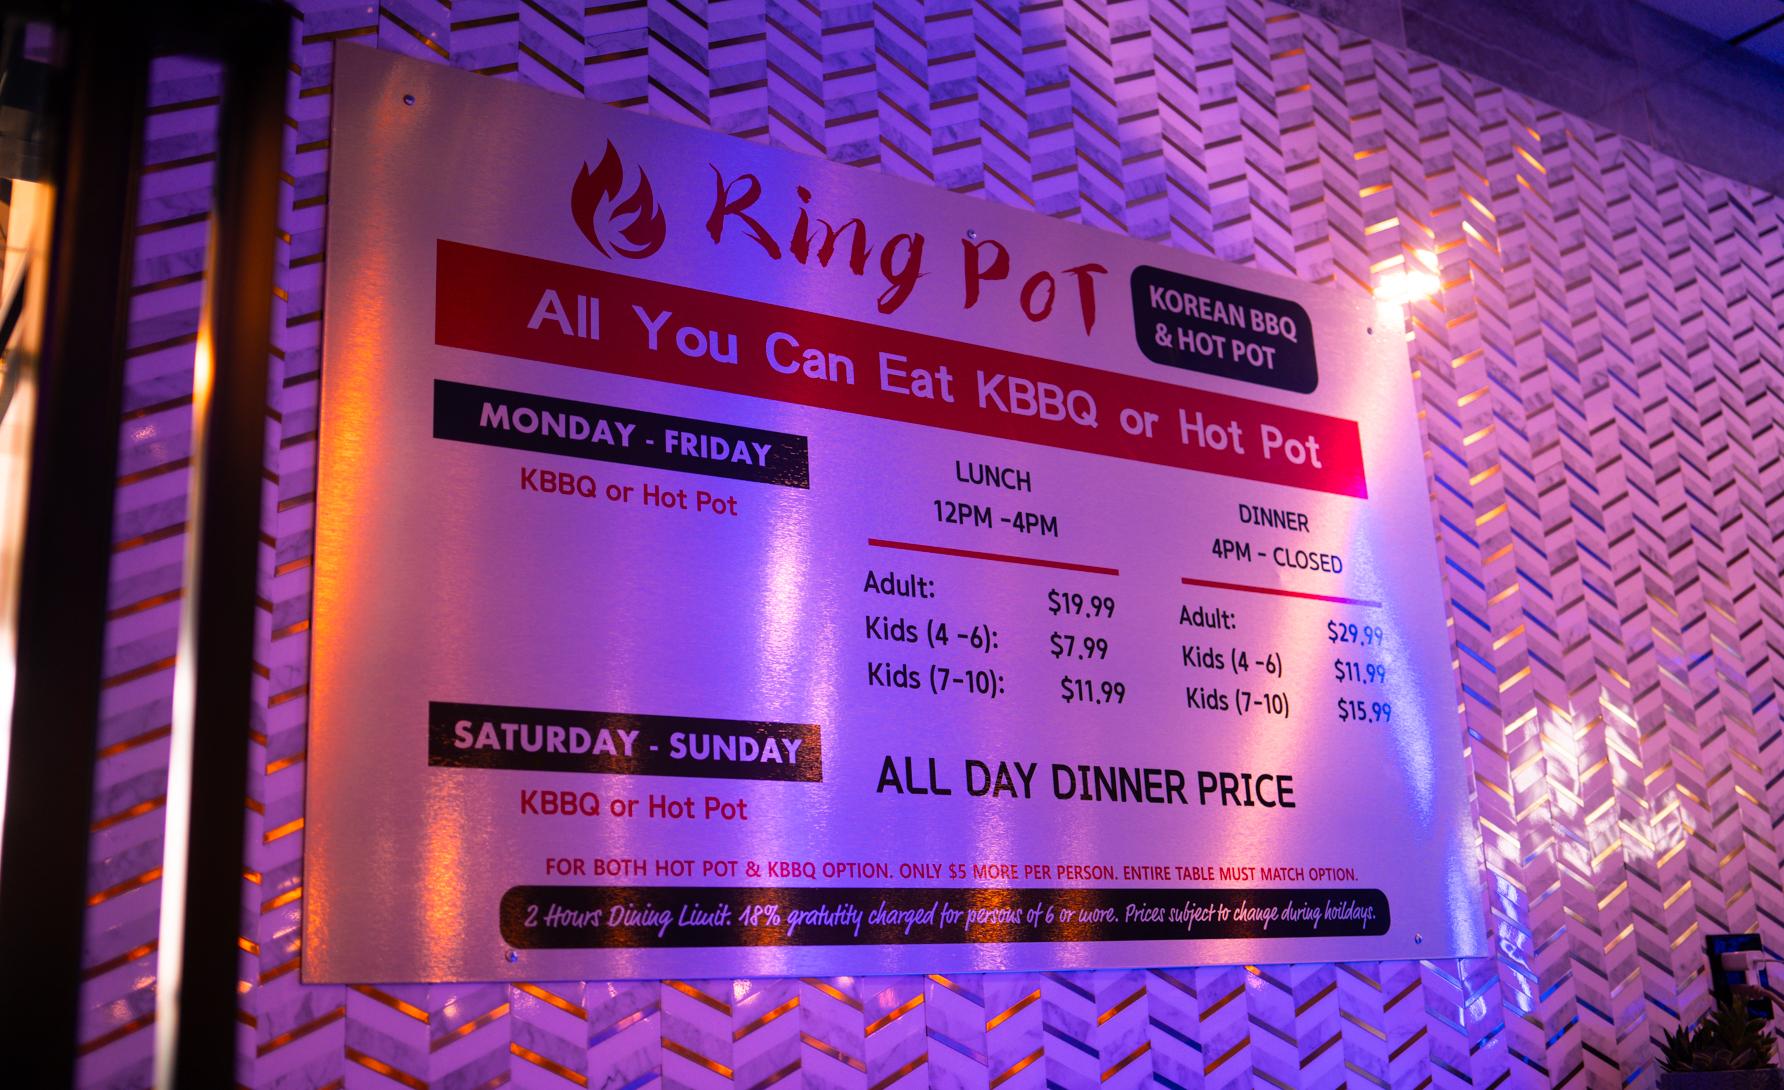 Ring PoT
KOREAN BBQ
& HOT POT
All You Can Eat KBBQ or Hot Pot
MONDAY - FRIDAY
KBBQ or Hot Pot
LUNCH
12PM -4PM
Adult: $19.99
Kids (4 -6): $7.99
Kids (7-10): $11.99
DINNER
4PM - CLOSED
Adult: $29.99
Kids (4 -6) $11.99
Kids (7-10) $15.99
SATURDAY - SUNDAY
KBBQ or Hot Pot
ALL DAY DINNER PRICE
FOR BOTH HOT POT & KBBQ OPTION. ONLY $5 MORE PER PERSON. ENTIRE TABLE MUST MATCH OPTION.
2 Hours Dining Limit. 18% gratutity charged for persons of 6 or more. Prices subject to change during hoildays.